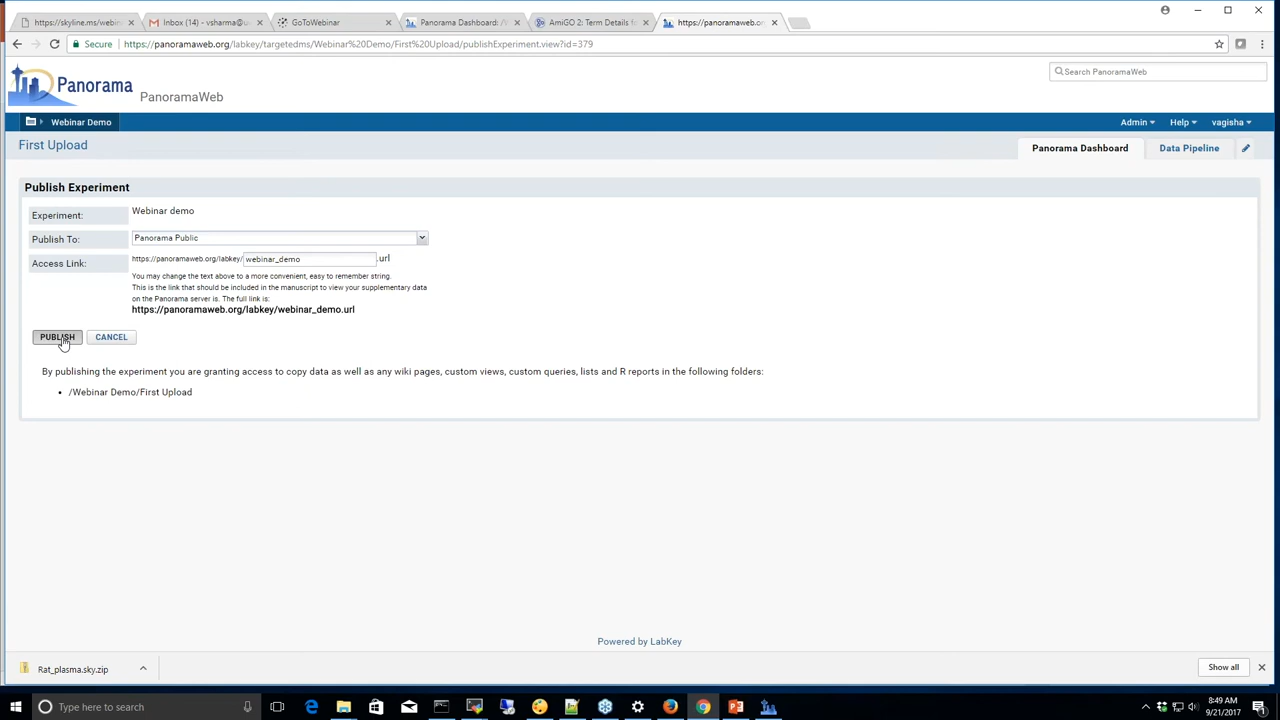 https://skyline.ms/webin
Inbox (14) - vsharma@u
GoToWebinar
Panorama Dashboard: /V
AmiGO 2: Term Details fo
https://panoramaweb.or
Secure
https://panoramaweb.org/labkey/targetedms/Webinar%20Demo/First%20Upload/publishExperiment.view?id=379
Panorama
PanoramaWeb
Search PanoramaWeb
Webinar Demo
Admin
Help
vagisha
First Upload
Panorama Dashboard
Data Pipeline
Publish Experiment
Experiment:
Webinar demo
Publish To:
Panorama Public
Access Link:
https://panoramaweb.org/labkey/
webinar_demo
.url
You may change the text above to a more convenient, easy to remember string.
This is the link that should be included in the manuscript to view your supplementary data
on the Panorama server is. The full link is:
https://panoramaweb.org/labkey/webinar_demo.url
PUBLISH
CANCEL
By publishing the experiment you are granting access to copy data as well as any wiki pages, custom views, custom queries, lists and R reports in the following folders:
• /Webinar Demo/First Upload
Powered by LabKey
Rat_plasma.sky.zip
Show all
Type here to search
8:49 AM
9/21/2017